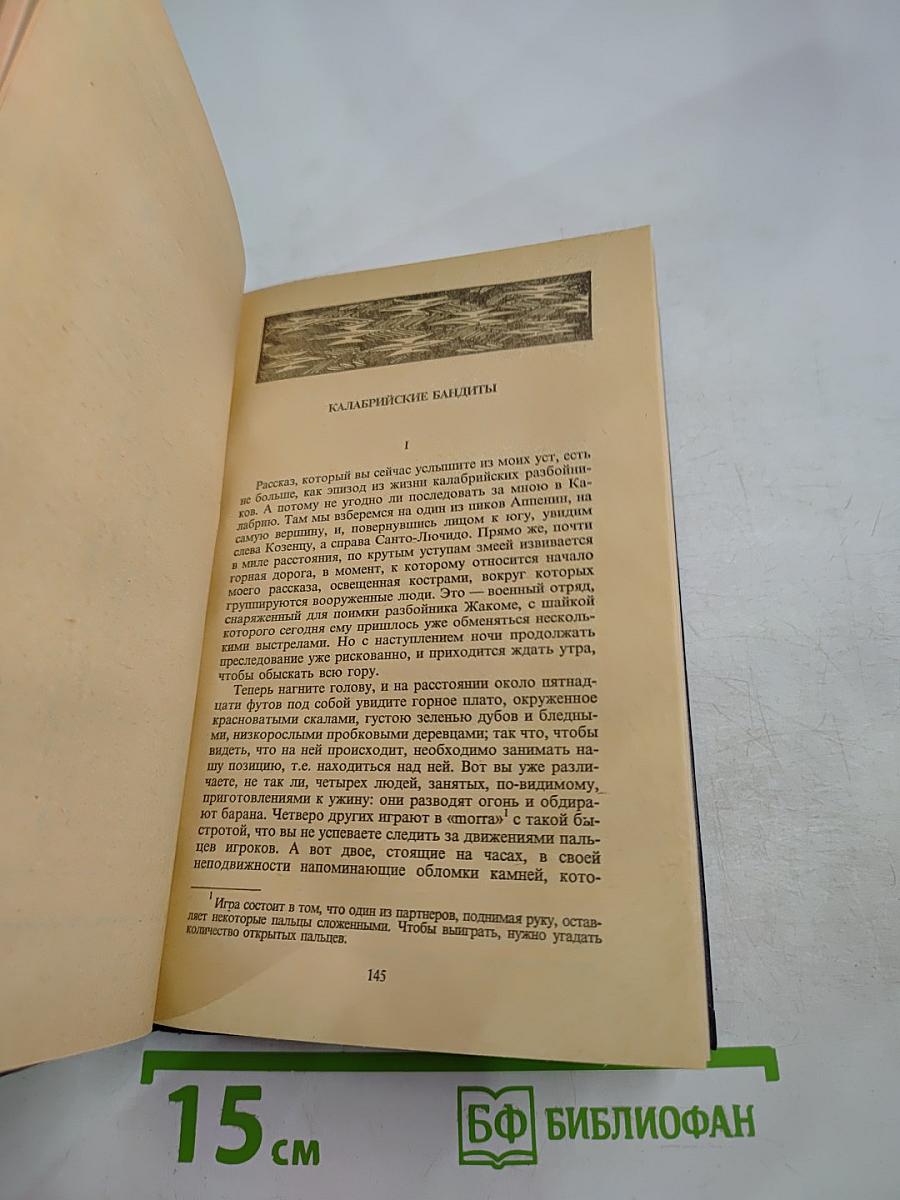 КАЛАБРИЙСКИЕ БАНДИТЫ
I
Рассказ, который вы сейчас услышите из моих уст, есть
не больше, как эпизод из жизни калабрийских разбойни-
ков. А потому не угодно ли последовать за мною в Ка-
лабрию. Там мы взберемся на один из пиков Аппенин, на
самую вершину, и, повернувшись лицом к югу, увидим
слева Козенцу, а справа Санто-Лючидо. Прямо же, почти
в миле расстояния, по крутым уступам змеей извивается
горная дорога, в момент, к которому относится начало
моего рассказа, освещенная кострами, вокруг которых
группируются вооруженные люди. Это — военный отряд,
снаряженный для поимки разбойника Жакоме, с шайкой
которого сегодня ему пришлось уже обменяться несколь-
кими выстрелами. Но с наступлением ночи продолжать
преследование уже рискованно, и приходится ждать утра,
чтобы обыскать всю гору.
Теперь нагните голову, и на расстоянии около пятнад-
цати футов под собой увидите горное плато, окруженное
красноватыми скалами, густою зеленью дубов и бледны-
ми, низкорослыми пробковыми деревцами; так что, чтобы
видеть, что на ней происходит, необходимо занимать на-
шу позицию, т.е. находиться над ней. Вот вы уже разли-
чаете, не так ли, четырех людей, занятых, по-видимому,
приготовлениями к ужину: они разводят огонь и обдира-
ют барана. Четверо других играют в «morra»¹ с такой бы-
стротой, что вы не успеваете следить за движениями паль-
цев игроков. А вот двое, стоящие на часах, в своей
неподвижности напоминающие обломки камней, кото-
¹ Игра состоит в том, что один из партнеров, поднимая руку, остав-
ляет некоторые пальцы сложенными. Чтобы выиграть, нужно угадать
количество открытых пальцев.
145
15 см
БФ БИБЛИОФАН